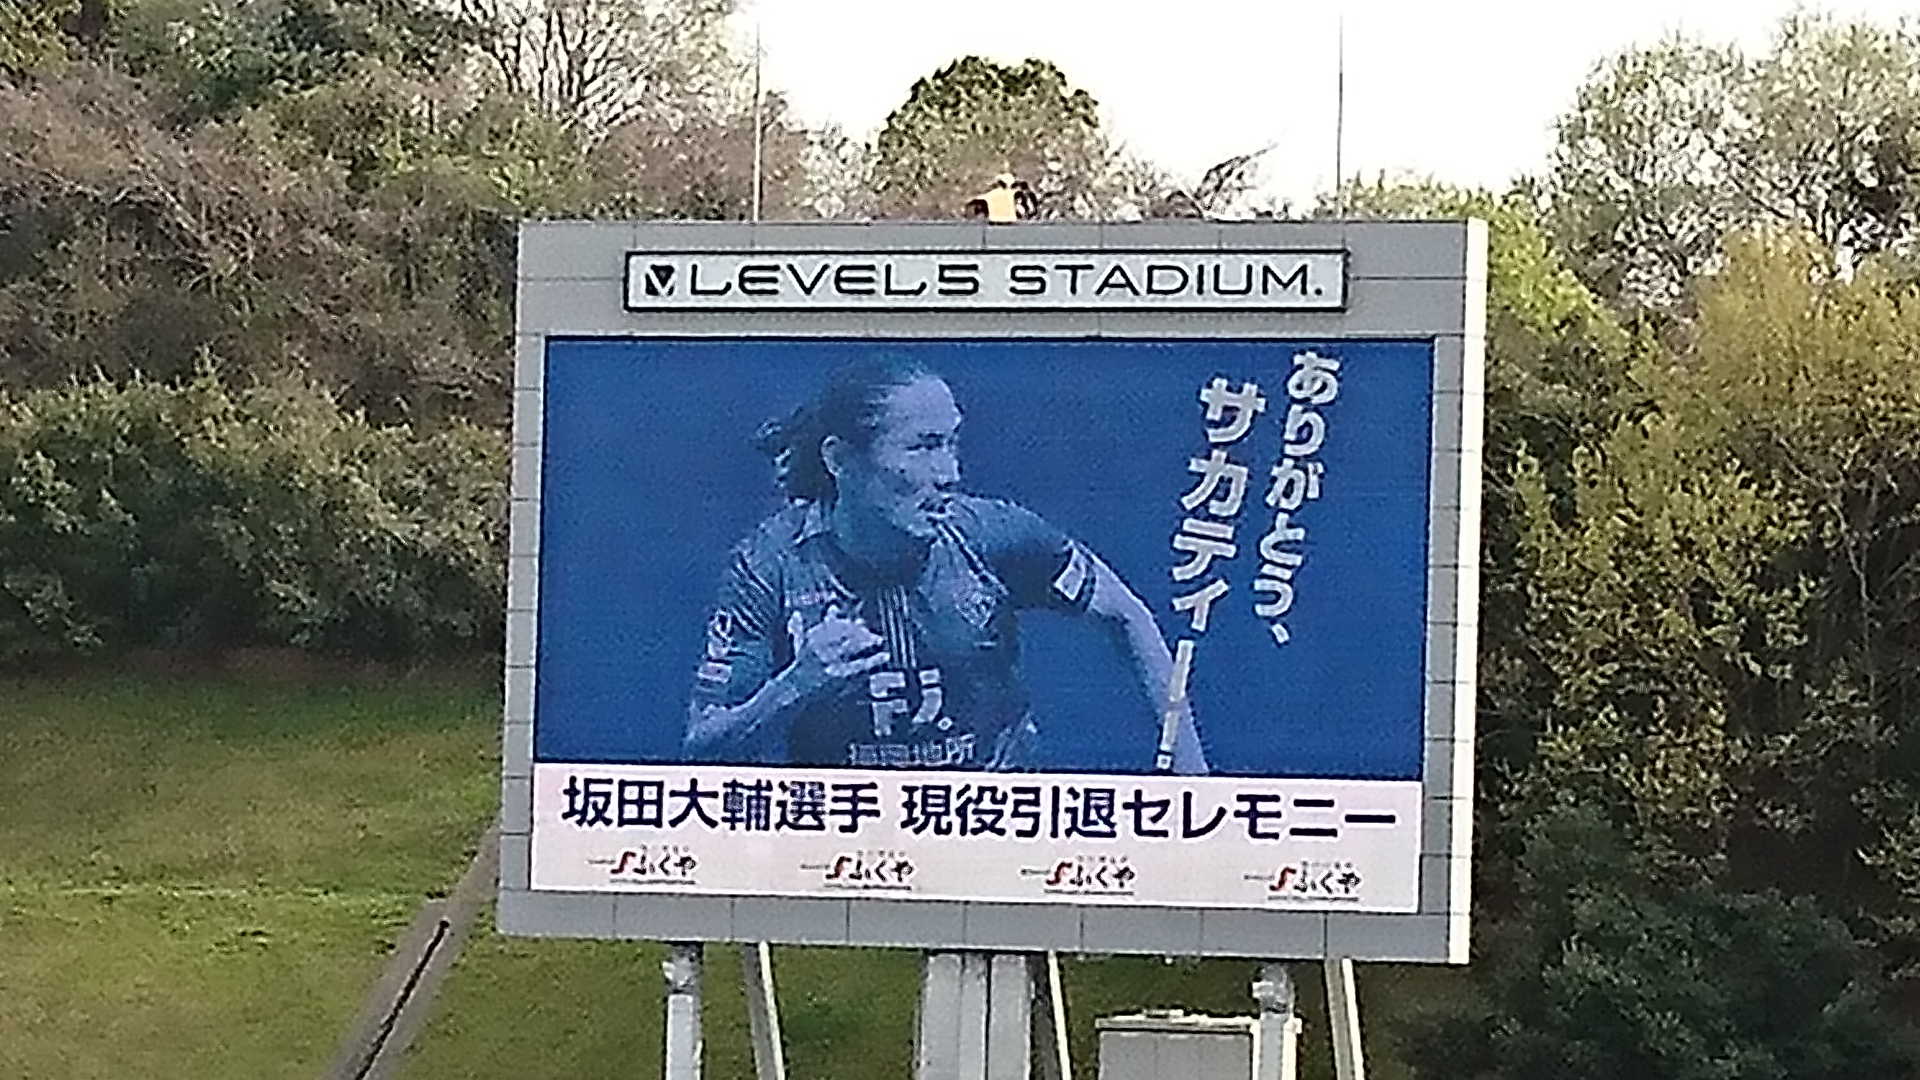 LEVEL5 STADIUM.
ありがとう、
サカティー!
FJ.
坂田大輔選手 現役引退セレモニー
ふくや ふくや ふくや ふくや